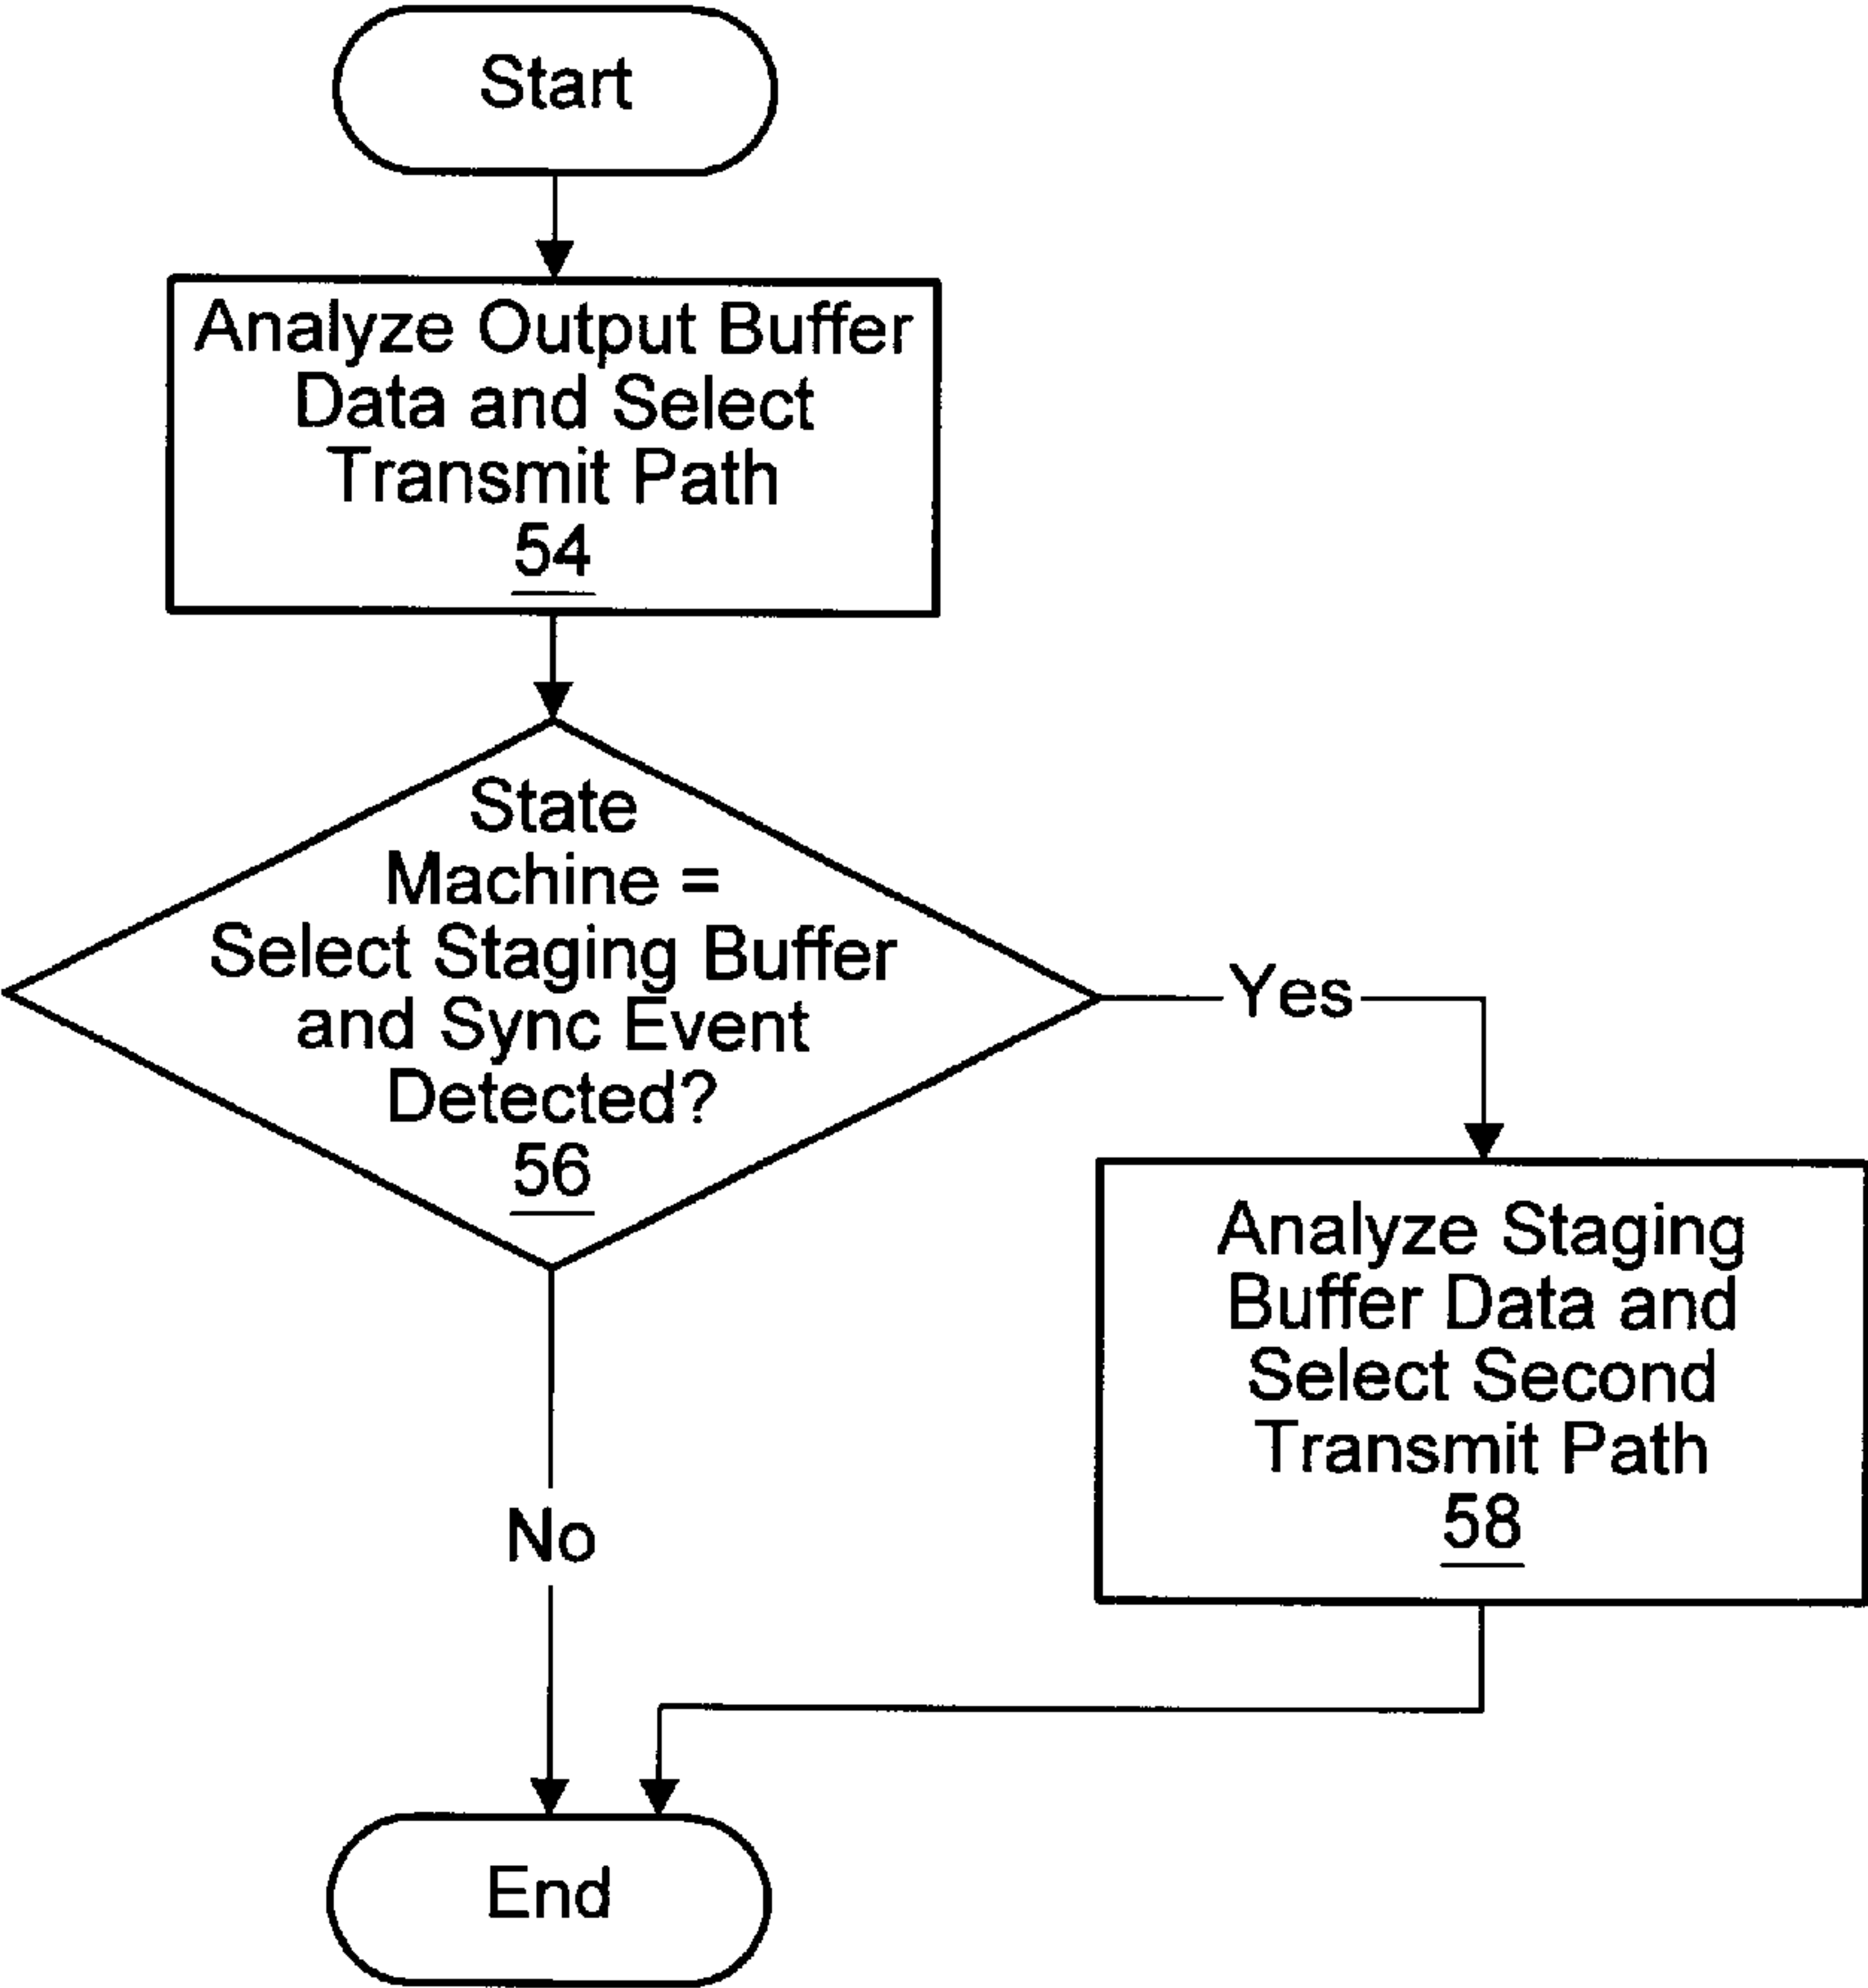 Start
Analyze Output Buffer
Data and Select
Transmit Path
54
State
Machine =
Select Staging Buffer
and Sync Event
Detected?
56
Yes
Analyze Staging
Buffer Data and
Select Second
Transmit Path
58
No
End